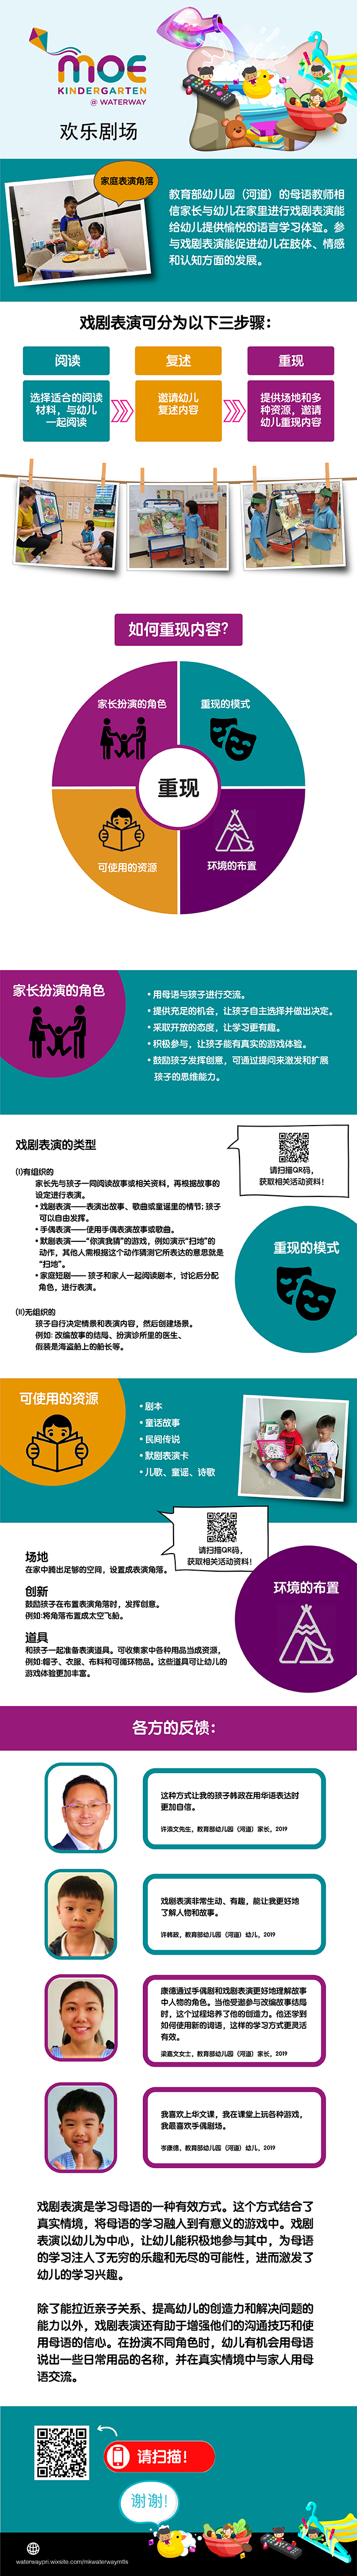 moe
KINDERGARTEN
@ WATERWAY
欢乐剧场
家庭表演角落
教育部幼儿园（河道）的母语教师相
信家长与幼儿在家里进行戏剧表演能
给幼儿提供愉悦的语言学习体验。参
与戏剧表演能促进幼儿在肢体、情感
和认知方面的发展。
戏剧表演可分为以下三步骤：
阅读
选择适合的阅读
材料，与幼儿
一起阅读
复述
邀请幼儿
复述内容
重现
提供场地和多
种资源，邀请
幼儿重现内容
如何重现内容？
家长扮演的角色
重现的模式
重现
可使用的资源
环境的布置
家长扮演的角色
• 用母语与孩子进行交流。
• 提供充足的机会，让孩子自主选择并做出决定。
• 采取开放的态度，让学习更有趣。
• 积极参与，让孩子能有真实的游戏体验。
• 鼓励孩子发挥创意，可通过提问来激发和扩展
孩子的思维能力。
戏剧表演的类型
(I)有组织的
家长先与孩子一同阅读故事或相关资料，再根据故事的
设定进行表演。
• 戏剧表演——表演出故事、歌曲或童谣里的情节; 孩子
可以自由发挥。
• 手偶表演——使用手偶表演故事或歌曲。
• 默剧表演——“你演我猜”的游戏，例如演示“扫地”的
动作，其他人需根据这个动作猜测它所表达的意思就是
“扫地”。
• 家庭短剧—— 孩子和家人一起阅读剧本，讨论后分配
角色，进行表演。
(II)无组织的
孩子自行决定情景和表演内容，然后创建场景。
例如: 改编故事的结局、扮演诊所里的医生、
假装是海盗船上的船长等。
请扫描QR码，
获取相关活动资料！
重现的模式
可使用的资源
• 剧本
• 童话故事
• 民间传说
• 默剧表演卡
• 儿歌、童谣、诗歌
请扫描QR码，
获取相关活动资料！
环境的布置
场地
在家中腾出足够的空间，设置成表演角落。
创新
鼓励孩子在布置表演角落时，发挥创意。
例如:将角落布置成太空飞船。
道具
和孩子一起准备表演道具。可收集家中各种用品当成资源，
例如:帽子、衣服、布料和可循环物品。这些道具可让幼儿的
游戏体验更加丰富。
各方的反馈：
这种方式让我的孩子韩政在用华语表达时
更加自信。
许添文先生，教育部幼儿园（河道）家长，2019
戏剧表演非常生动、有趣，能让我更好地
了解人物和故事。
许韩政，教育部幼儿园（河道）幼儿，2019
康德通过手偶剧和戏剧表演更好地理解故事
中人物的角色。当他受邀参与改编故事结局
时，这个过程培养了他的创造力。他还学到
如何使用新的词语，这样的学习方式更灵活
有效。
梁嘉文女士，教育部幼儿园（河道）家长，2019
我喜欢上华文课，我在课堂上玩各种游戏，
我最喜欢手偶剧场。
岑康德，教育部幼儿园（河道）幼儿，2019
戏剧表演是学习母语的一种有效方式。这个方式结合了
真实情境，将母语的学习融入到有意义的游戏中。戏剧
表演以幼儿为中心，让幼儿能积极地参与其中，为母语
的学习注入了无穷的乐趣和无尽的可能性，进而激发了
幼儿的学习兴趣。
除了能拉近亲子关系、提高幼儿的创造力和解决问题的
能力以外，戏剧表演还有助于增强他们的沟通技巧和使
用母语的信心。在扮演不同角色时，幼儿有机会用母语
说出一些日常用品的名称，并在真实情境中与家人用母
语交流。
请扫描！
谢谢！
waterwaypri.wixsite.com/mkwaterwaymtls